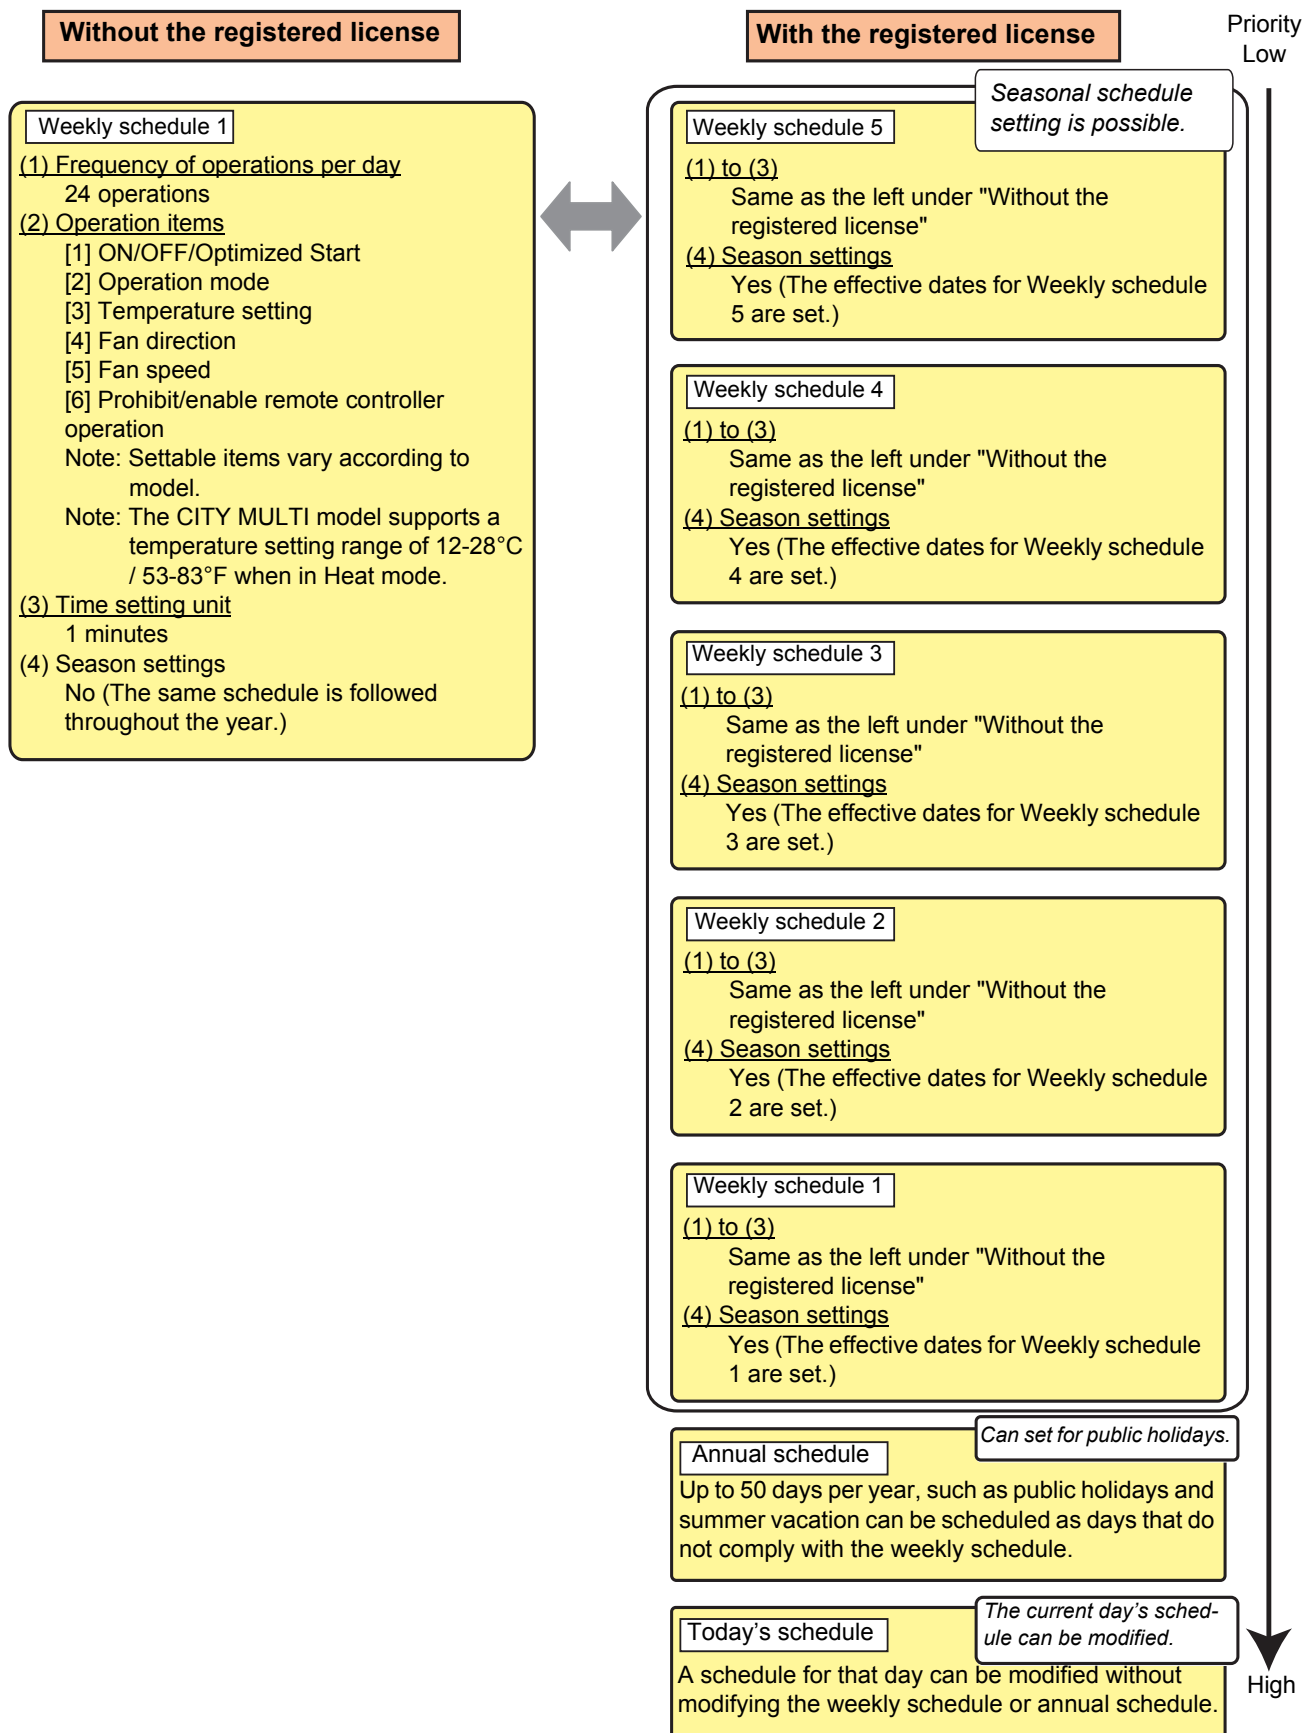 Without the registered license
With the registered license
Priority
Low
Weekly schedule 1
(1) Frequency of operations per day
24 operations
(2) Operation items
[1] ON/OFF/Optimized Start
[2] Operation mode
[3] Temperature setting
[4] Fan direction
[5] Fan speed
[6] Prohibit/enable remote controller
operation
Note: Settable items vary according to
model.
Note: The CITY MULTI model supports a
temperature setting range of 12-28°C
/ 53-83°F when in Heat mode.
(3) Time setting unit
1 minutes
(4) Season settings
No (The same schedule is followed
throughout the year.)
Seasonal schedule
setting is possible.
Weekly schedule 5
(1) to (3)
Same as the left under "Without the
registered license"
(4) Season settings
Yes (The effective dates for Weekly schedule
5 are set.)
Weekly schedule 4
(1) to (3)
Same as the left under "Without the
registered license"
(4) Season settings
Yes (The effective dates for Weekly schedule
4 are set.)
Weekly schedule 3
(1) to (3)
Same as the left under "Without the
registered license"
(4) Season settings
Yes (The effective dates for Weekly schedule
3 are set.)
Weekly schedule 2
(1) to (3)
Same as the left under "Without the
registered license"
(4) Season settings
Yes (The effective dates for Weekly schedule
2 are set.)
Weekly schedule 1
(1) to (3)
Same as the left under "Without the
registered license"
(4) Season settings
Yes (The effective dates for Weekly schedule
1 are set.)
Can set for public holidays.
Annual schedule
Up to 50 days per year, such as public holidays and
summer vacation can be scheduled as days that do
not comply with the weekly schedule.
The current day's sched-
ule can be modified.
Today's schedule
A schedule for that day can be modified without
modifying the weekly schedule or annual schedule.
High